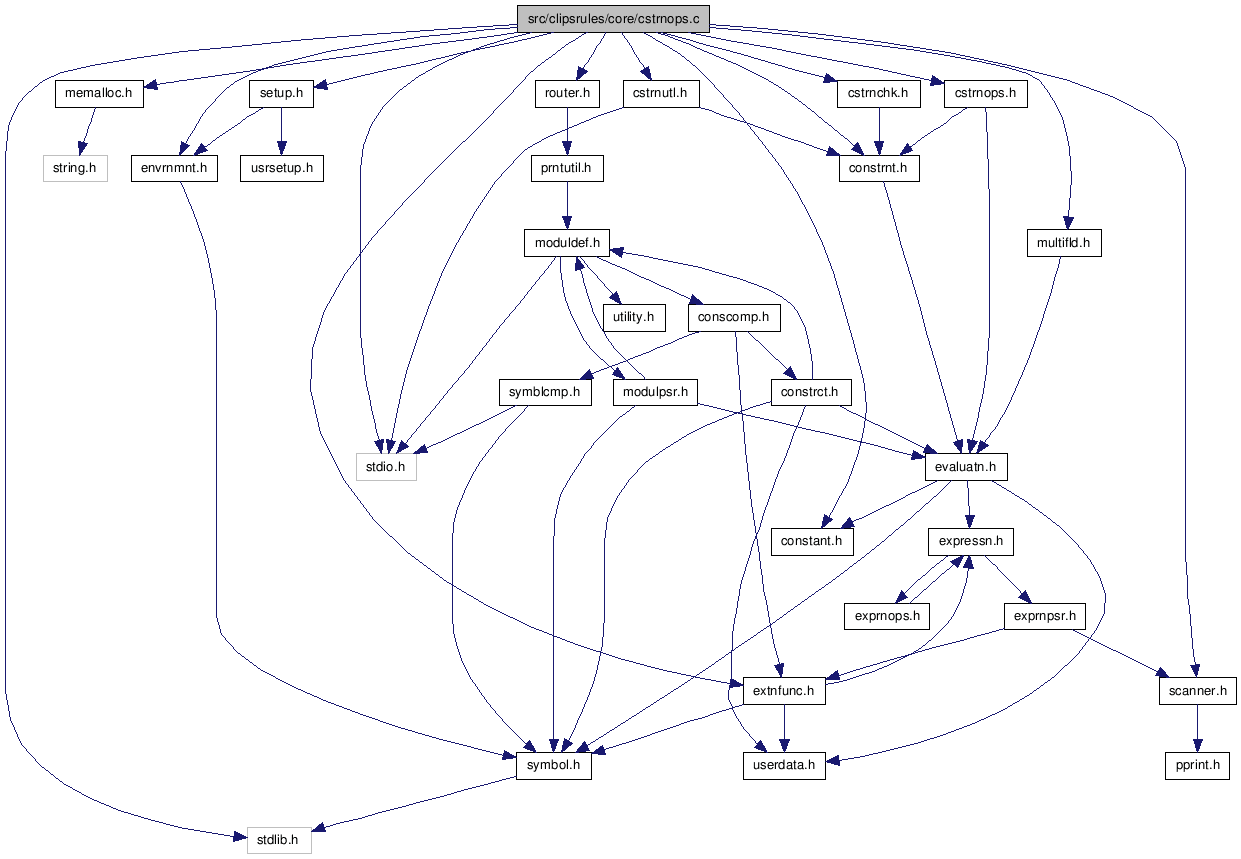 src/clipsrules/core/cstrnops.c
memalloc.h
setup.h
router.h
cstrnutl.h
cstrnchk.h
cstrnops.h
string.h
envrnmnt.h
usrsetup.h
prntutil.h
constrnt.h
moduldef.h
multifld.h
utility.h
conscomp.h
symblcmp.h
modulpsr.h
constrct.h
stdio.h
evaluatn.h
constant.h
expressn.h
exprnops.h
exprnpsr.h
extnfunc.h
scanner.h
symbol.h
userdata.h
pprint.h
stdlib.h